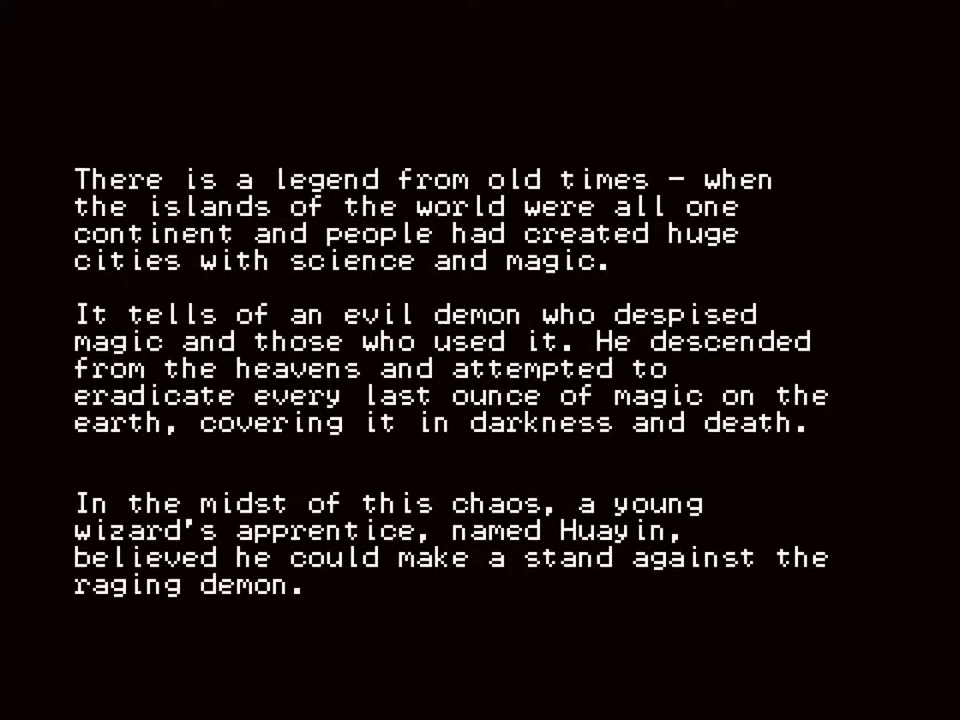 There is a legend from old times - when
the islands of the world were all one
continent and people had created huge
cities with science and magic.
It tells of an evil demon who despised
magic and those who used it. He descended
from the heavens and attempted to
eradicate every last ounce of magic on the
earth, covering it in darkness and death.
In the midst of this chaos, a young
wizard's apprentice, named Huayin,
believed he could make a stand against the
raging demon.